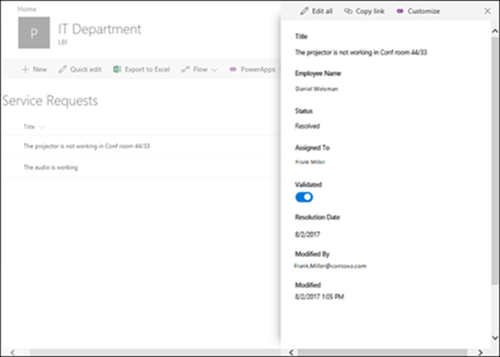 Home
P
IT Department
LBI
New
Quick edit
Export to Excel
Flow
PowerApps
Service Requests
Title
The projector is not working in Conf room 44/33
The audio is working
Edit all
Copy link
Customize
Title
The projector is not working in Conf room 44/33
Employee Name
Daniel Weisman
Status
Resolved
Assigned To
Frank Miller
Validated
Resolution Date
8/2/2017
Modified By
Frank.Miller@contoso.com
Modified
8/2/2017 1:05 PM